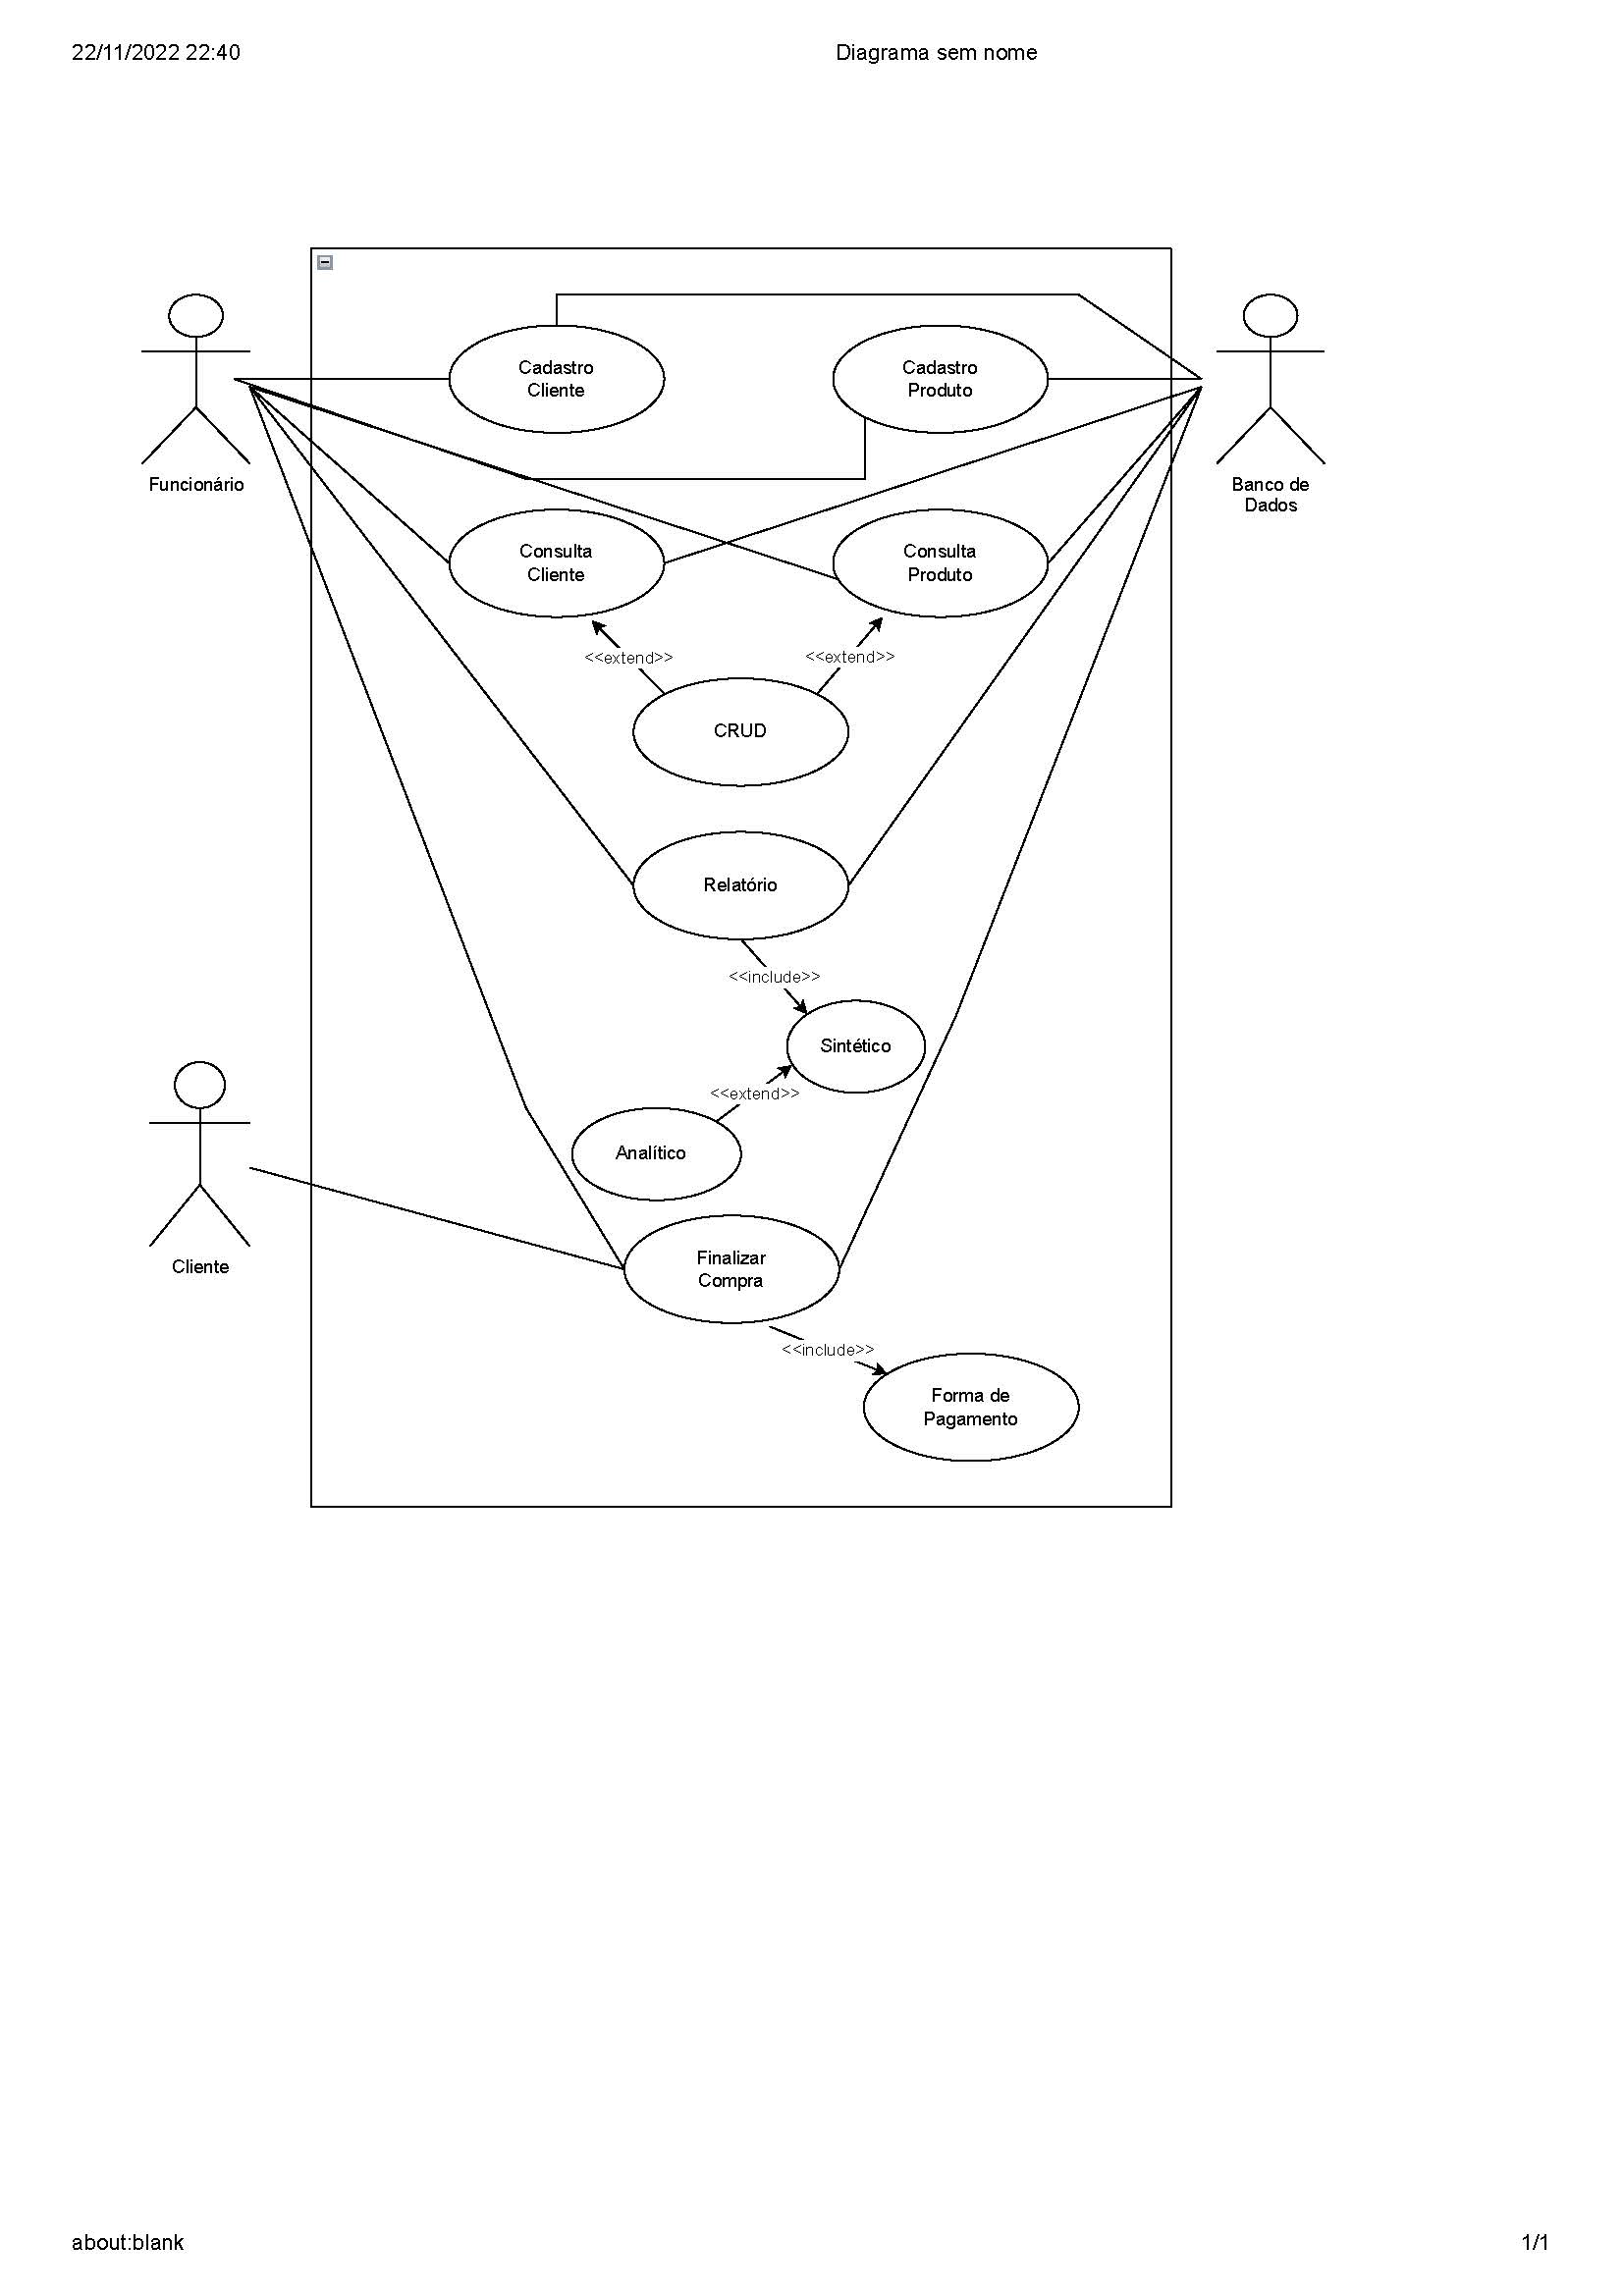 22/11/2022 22:40
Diagrama sem nome
Cadastro
Cliente
Cadastro
Produto
Funcionário
Banco de
Dados
Consulta
Cliente
Consulta
Produto
<<extend>>
<<extend>>
CRUD
Relatório
<<include>>
Sintético
<<extend>>
Analítico
Cliente
Finalizar
Compra
<<include>>
Forma de
Pagamento
about:blank
1/1